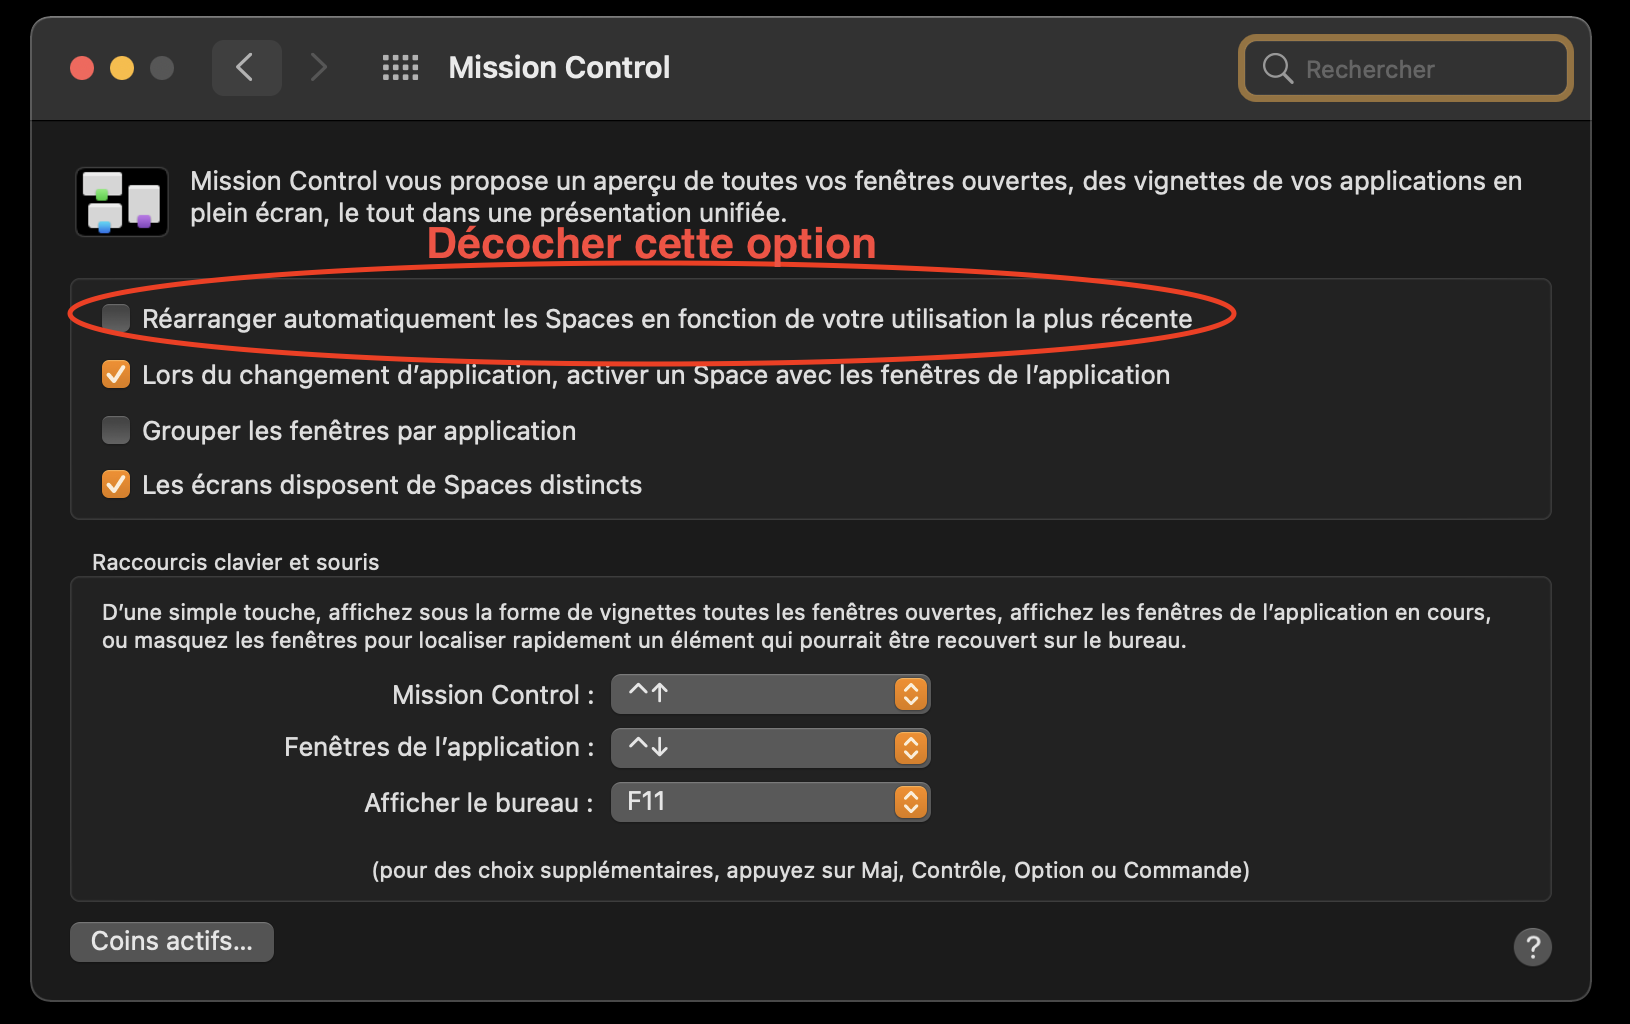 Mission Control
Rechercher
Mission Control vous propose un aperçu de toutes vos fenêtres ouvertes, des vignettes de vos applications en
plein écran, le tout dans une présentation unifiée.
Décocher cette option
Réarranger automatiquement les Spaces en fonction de votre utilisation la plus récente
Lors du changement d’application, activer un Space avec les fenêtres de l’application
Grouper les fenêtres par application
Les écrans disposent de Spaces distincts
Raccourcis clavier et souris
D’une simple touche, affichez sous la forme de vignettes toutes les fenêtres ouvertes, affichez les fenêtres de l’application en cours,
ou masquez les fenêtres pour localiser rapidement un élément qui pourrait être recouvert sur le bureau.
Mission Control : ^↑
Fenêtres de l’application : ^↓
Afficher le bureau : F11
(pour des choix supplémentaires, appuyez sur Maj, Contrôle, Option ou Commande)
Coins actifs...
?